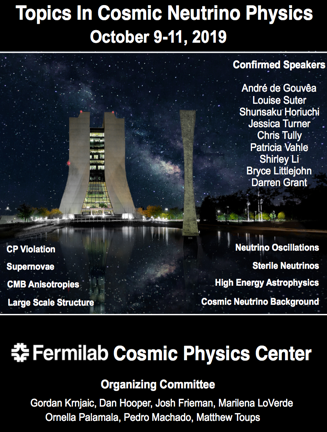 Topics In Cosmic Neutrino Physics
October 9-11, 2019
Confirmed Speakers
André de Gouvêa
Louise Suter
Shunsaku Horiuchi
Jessica Turner
Chris Tully
Patricia Vahle
Shirley Li
Bryce Littlejohn
Darren Grant
CP Violation
Supernovae
CMB Anisotropies
Large Scale Structure
Neutrino Oscillations
Sterile Neutrinos
High Energy Astrophysics
Cosmic Neutrino Background
Fermilab Cosmic Physics Center
Organizing Committee
Gordan Krnjaic, Dan Hooper, Josh Frieman, Marilena LoVerde
Ornella Palamala, Pedro Machado, Matthew Toups